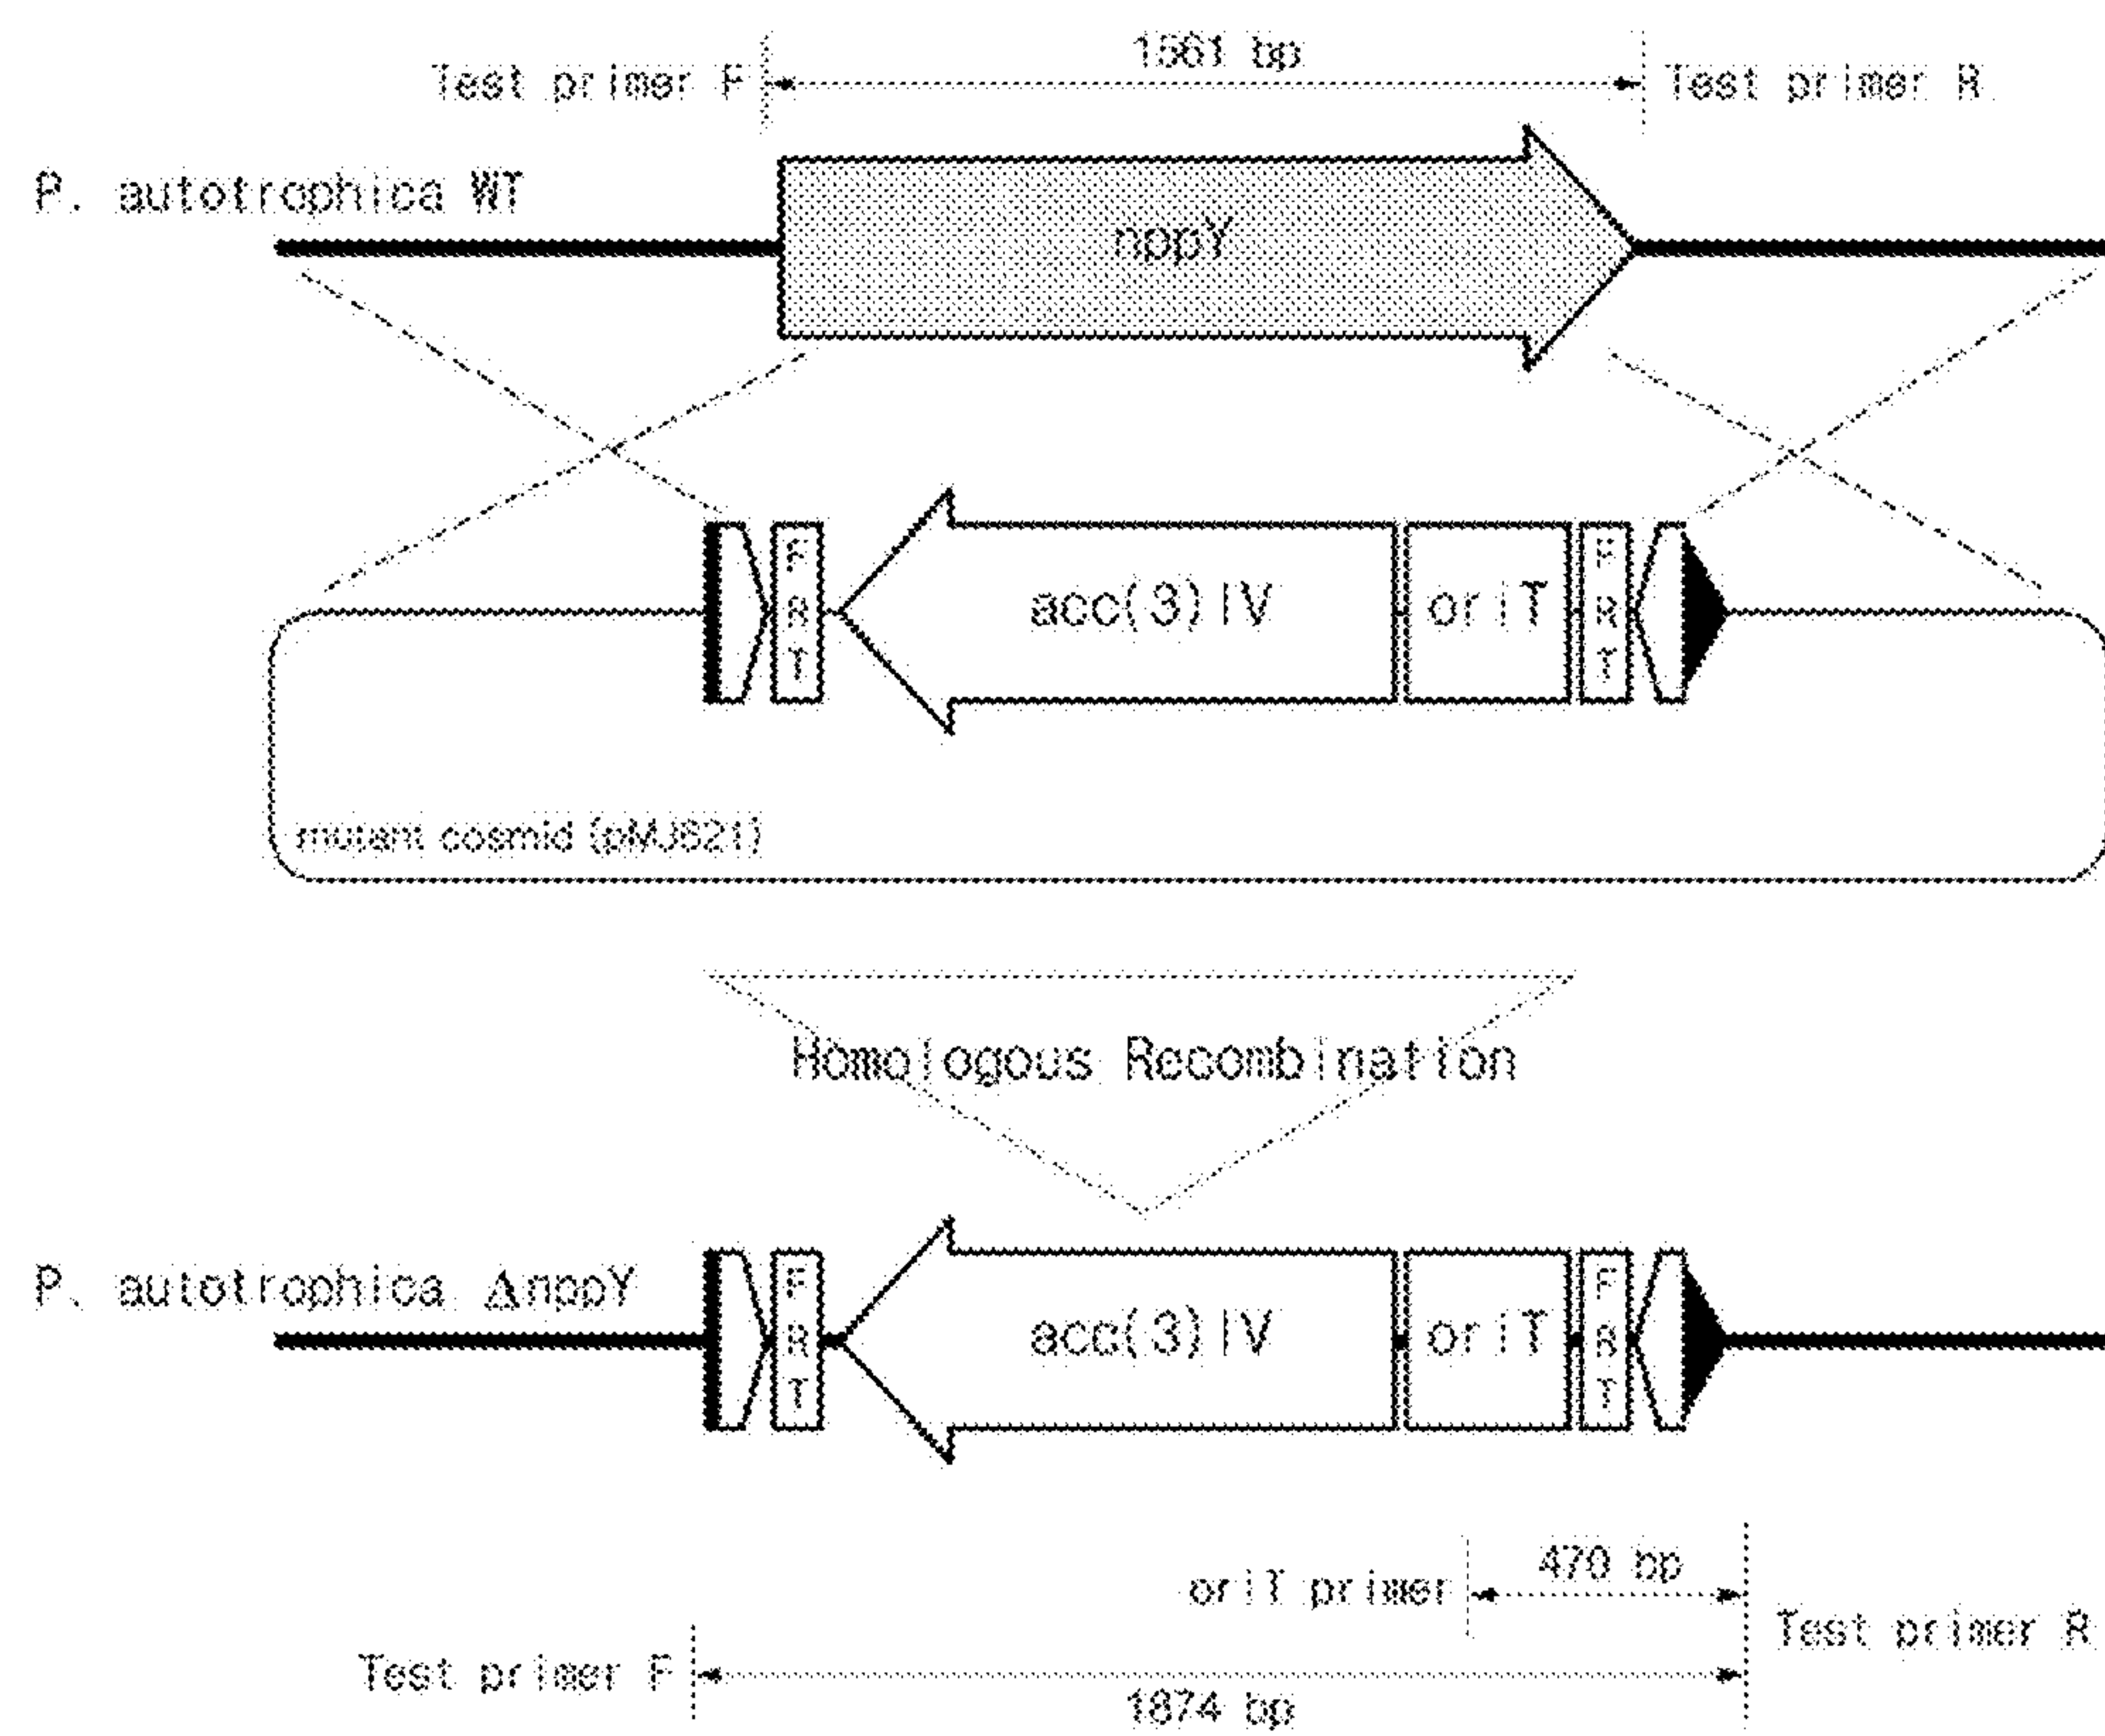 1561 bp
Test primer F
Test primer R
P. autotrophica WT
nppY
F
R
T
acc(3)IV
oriT
F
R
T
mutant cosmid (pMJ621)
Homologous Recombination
P. autotrophica ΔnppY
F
R
T
acc(3)IV
oriT
F
R
T
470 bp
oriT primer
Test primer R
Test primer F
1874 bp